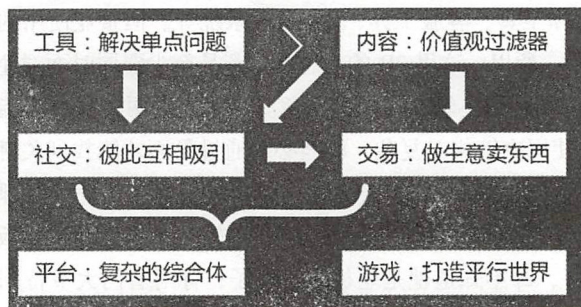 工具：解决单点问题
内容：价值观过滤器
社交：彼此互相吸引
交易：做生意卖东西
平台：复杂的综合体
游戏：打造平行世界